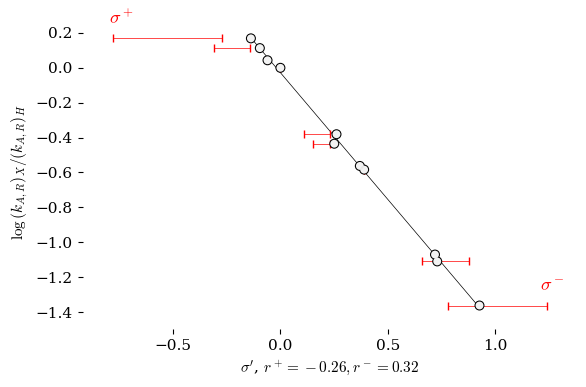 σ⁺
0.2
0.0
−0.2
−0.4
−0.6
−0.8
−1.0
−1.2
−1.4
log (k_{A,R})_X/(k_{A,R})_H
σ⁻
−0.5 0.0 0.5 1.0
σ′, r⁺ = −0.26, r⁻ = 0.32